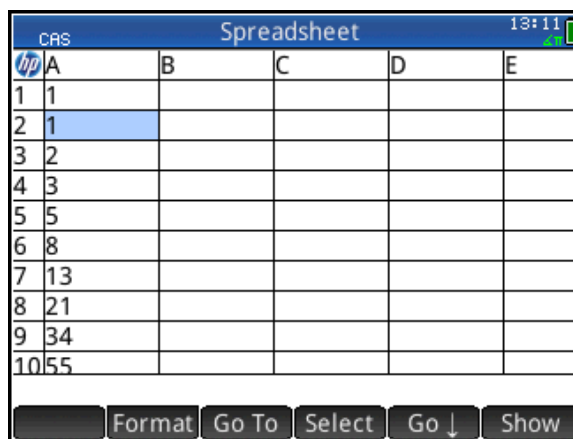 CAS Spreadsheet 13:11
∡π
hp A B C D E
1 1
2 1
3 2
4 3
5 5
6 8
7 13
8 21
9 34
10 55
Format Go To Select Go ↓ Show